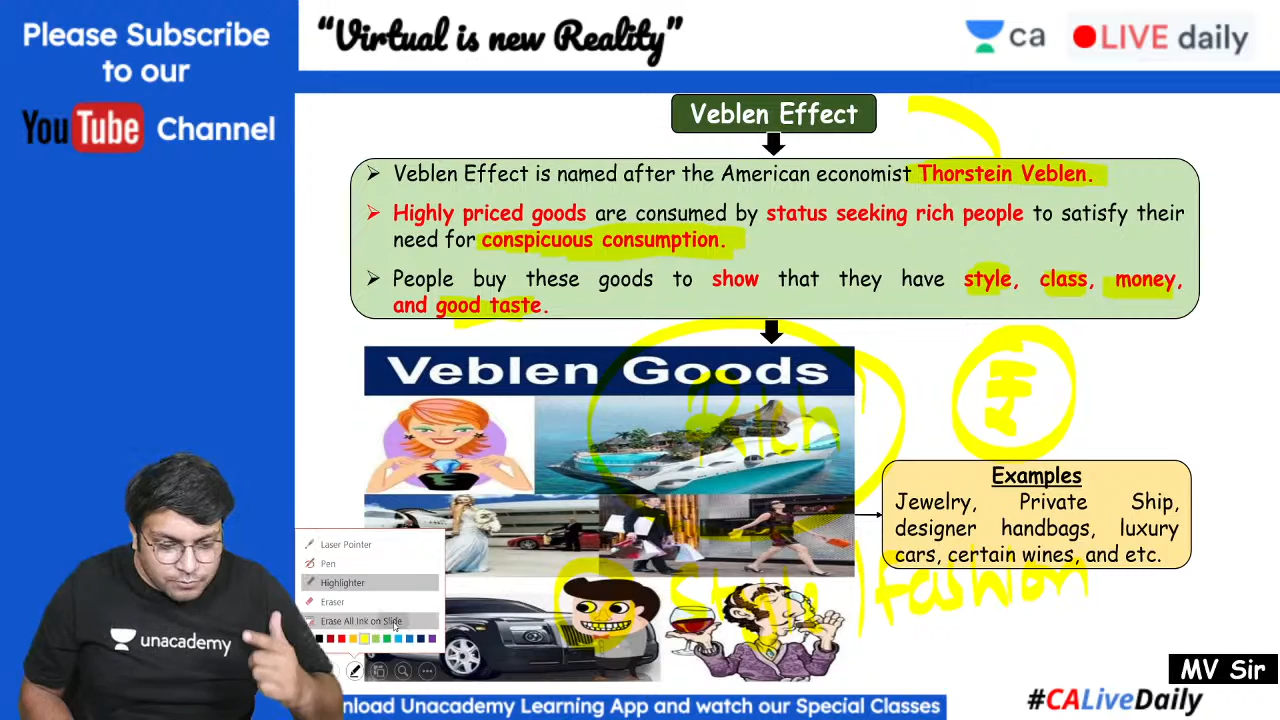 Please Subscribe
to our
YouTube Channel
"Virtual is new Reality"
ca
LIVE daily
Veblen Effect
➢ Veblen Effect is named after the American economist Thorstein Veblen.
➢ Highly priced goods are consumed by status seeking rich people to satisfy their
need for conspicuous consumption.
➢ People buy these goods to show that they have style, class, money,
and good taste.
Veblen Goods
Rich
₹
Examples
Jewelry, Private Ship,
designer handbags, luxury
cars, certain wines, and etc.
fashion
Laser Pointer
Pen
Highlighter
Eraser
Erase All Ink on Slide
unacademy
MV Sir
nload Unacademy Learning App and watch our Special Classes
#CALiveDaily